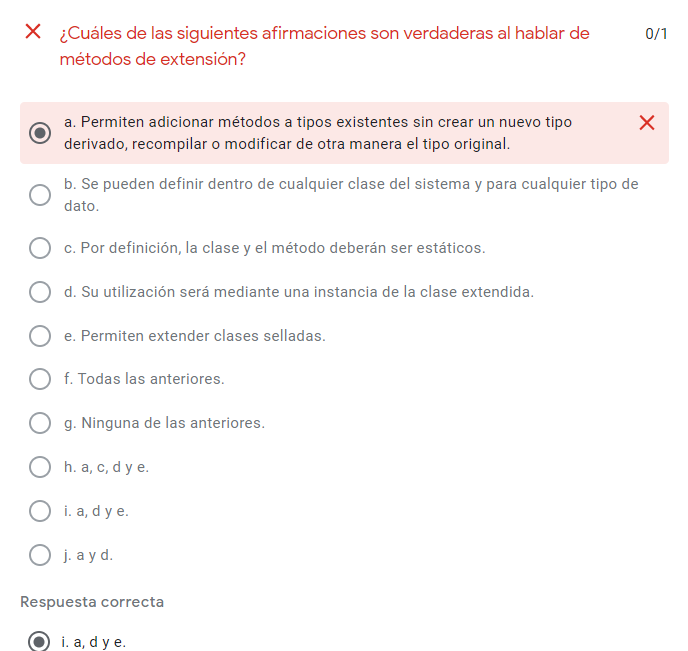 ¿Cuáles de las siguientes afirmaciones son verdaderas al hablar de
0/1
métodos de extensión?
a. Permiten adicionar métodos a tipos existentes sin crear un nuevo tipo
derivado, recompilar o modificar de otra manera el tipo original.
b. Se pueden definir dentro de cualquier clase del sistema y para cualquier tipo de
dato.
c. Por definición, la clase y el método deberán ser estáticos.
d. Su utilización será mediante una instancia de la clase extendida.
e. Permiten extender clases selladas.
f. Todas las anteriores.
g. Ninguna de las anteriores.
h. a, c, d y e.
i. a, d y e.
j. a y d.
Respuesta correcta
i. a, d y e.